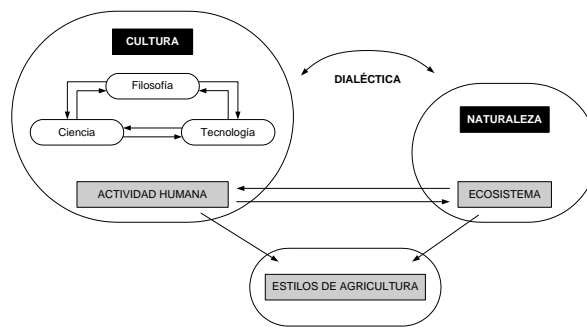 CULTURA
Filosofía
DIALÉCTICA
NATURALEZA
Ciencia
Tecnología
ACTIVIDAD HUMANA
ECOSISTEMA
ESTILOS DE AGRICULTURA